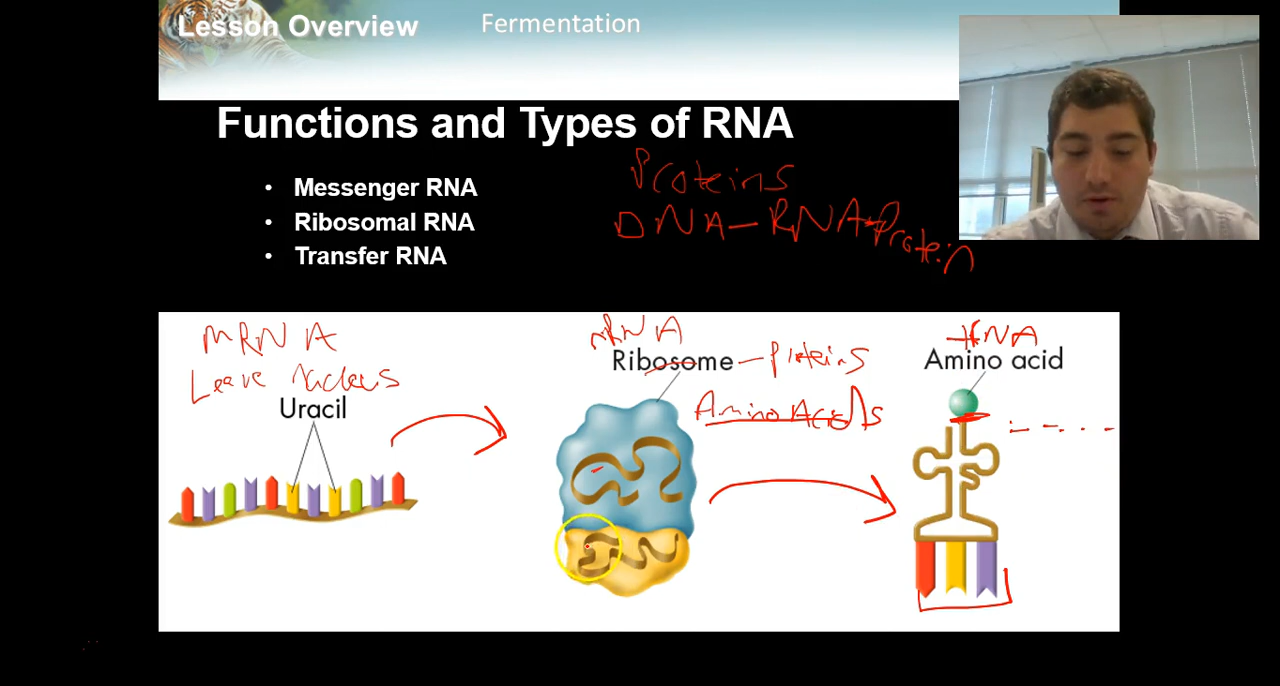 Lesson Overview Fermentation
Functions and Types of RNA
• Messenger RNA
• Ribosomal RNA
• Transfer RNA
Proteins
DNA - RNA - Protein
MRNA
Leave Nucleus
Uracil
RNA
Ribosome - Proteins
Amino Acids
tRNA
Amino acid